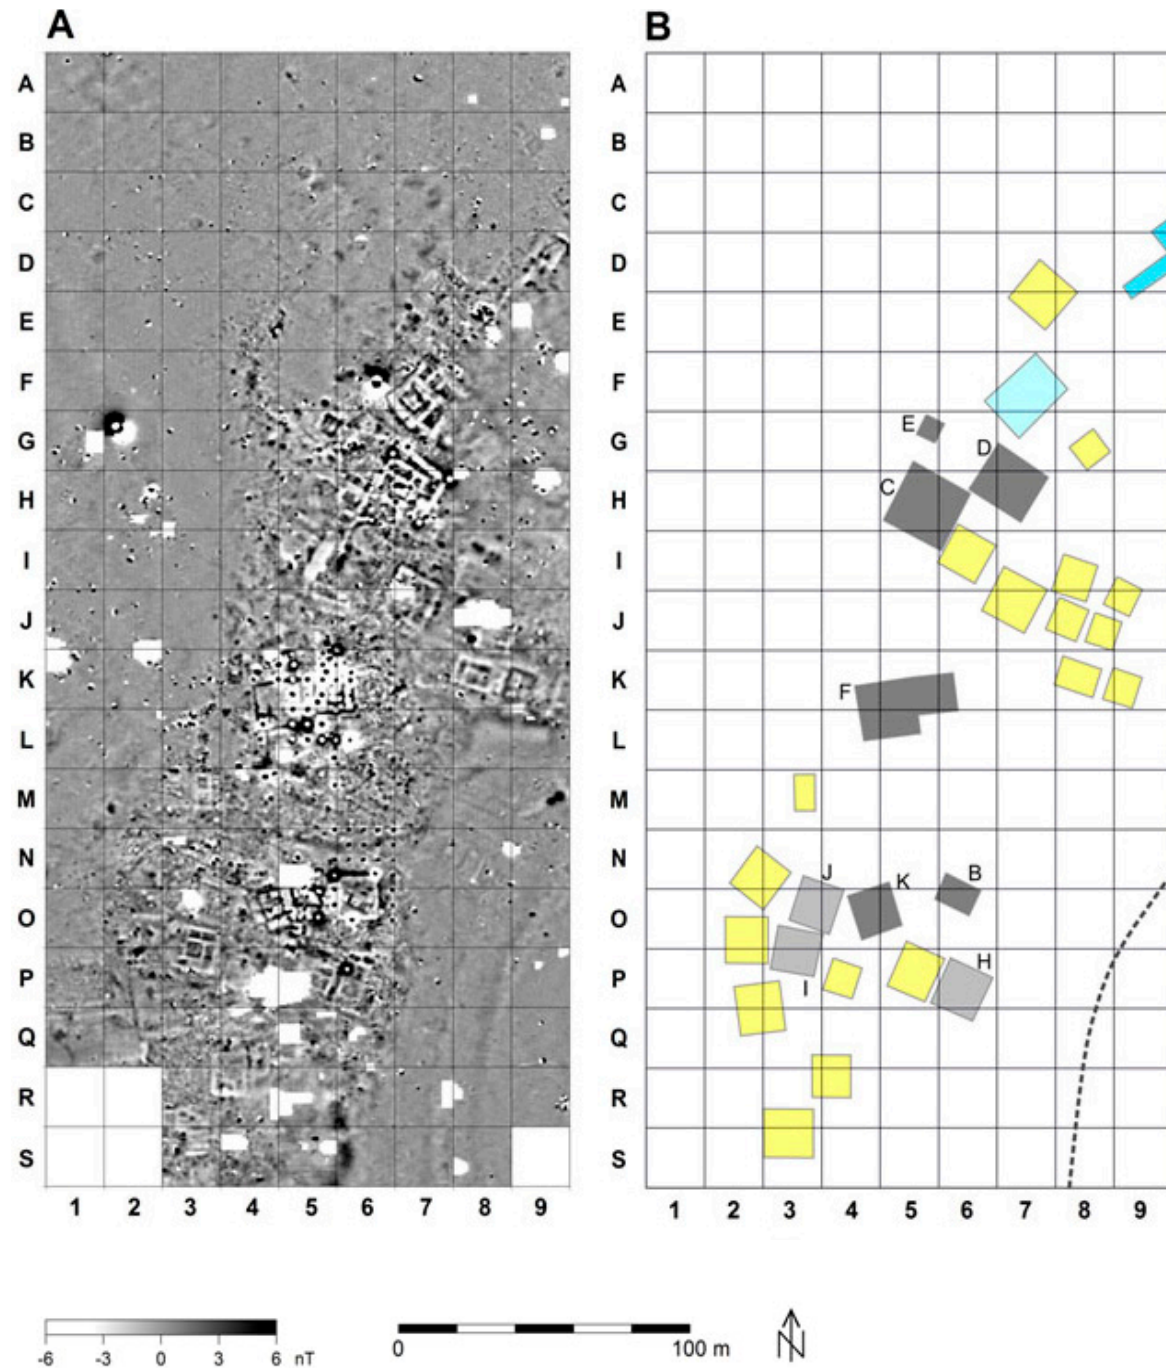 A B
A A
B B
C C
D D
E E
F F
G E D G
H C H
I I
J J
K K
L F L
M M
N N
O J K B O
P I H P
Q Q
R R
S S
1 2 3 4 5 6 7 8 9 1 2 3 4 5 6 7 8 9
-6 -3 0 3 6 nT
0 100 m
N